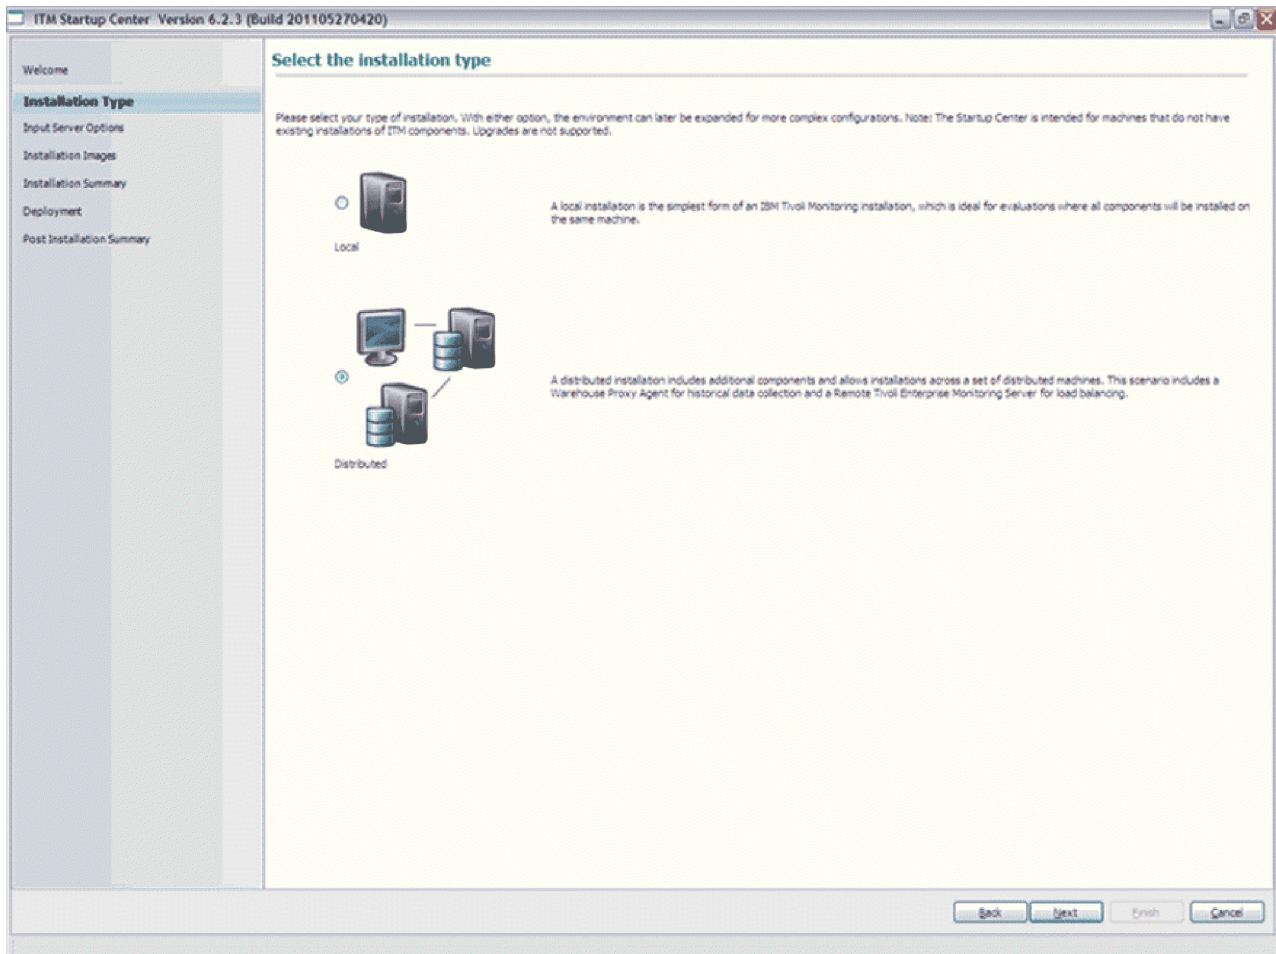 ITM Startup Center Version 6.2.3 (Build 201105270420)
Welcome
Installation Type
Input Server Options
Installation Images
Installation Summary
Deployment
Post Installation Summary
Select the installation type
Please select your type of installation. With either option, the environment can later be expanded for more complex configurations. Note: The Startup Center is intended for machines that do not have
existing installations of ITM components. Upgrades are not supported.
A local installation is the simplest form of an IBM Tivoli Monitoring installation, which is ideal for evaluations where all components will be installed on
the same machine.
Local
A distributed installation includes additional components and allows installations across a set of distributed machines. This scenario includes a
Warehouse Proxy Agent for historical data collection and a Remote Tivoli Enterprise Monitoring Server for load balancing.
Distributed
Back
Next
Finish
Cancel